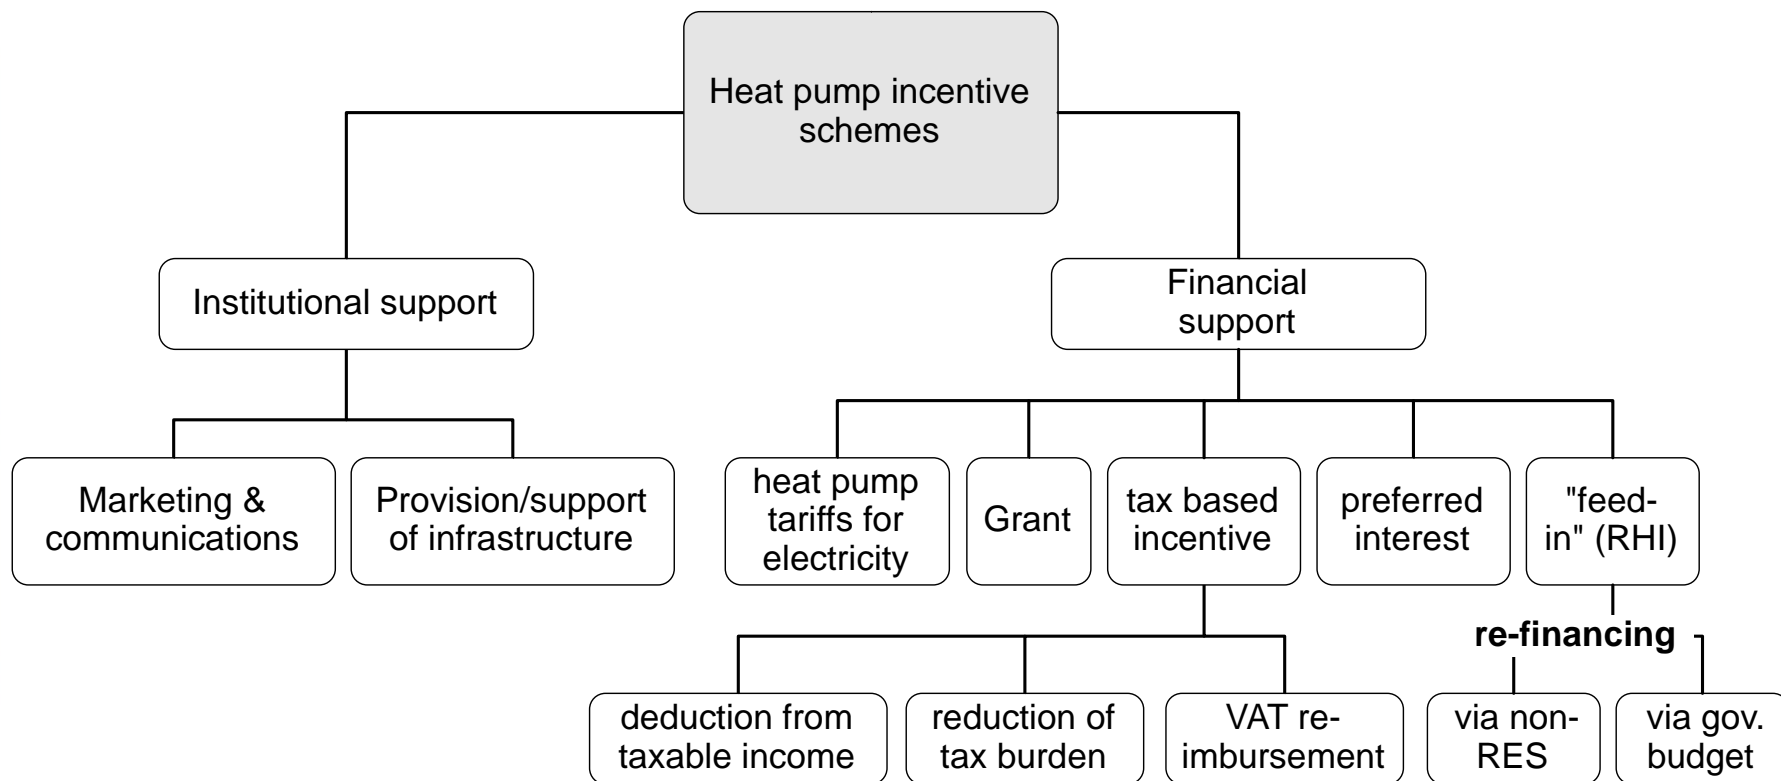 Heat pump incentive
schemes
Institutional support
Financial
support
Marketing &
communications
Provision/support
of infrastructure
heat pump
tariffs for
electricity
Grant
tax based
incentive
preferred
interest
"feed-
in" (RHI)
re-financing
deduction from
taxable income
reduction of
tax burden
VAT re-
imbursement
via non-
RES
via gov.
budget